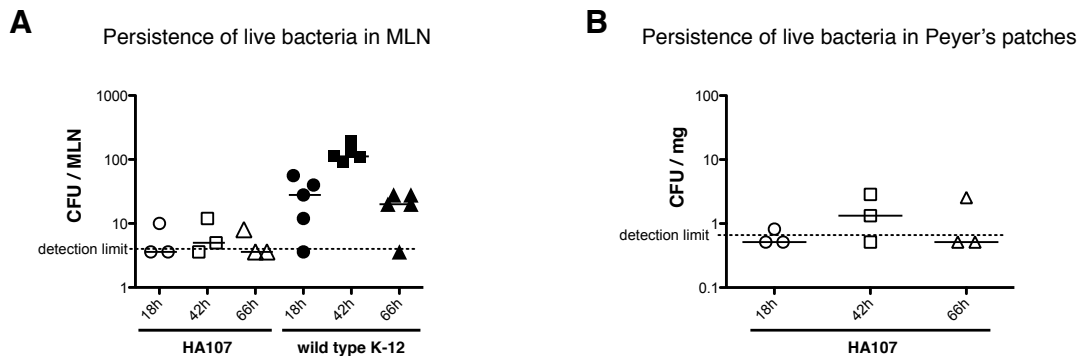 A
Persistence of live bacteria in MLN
CFU / MLN
1000
100
10
detection limit
1
18h
42h
66h
18h
42h
66h
HA107
wild type K-12
B
Persistence of live bacteria in Peyer's patches
CFU / mg
100
10
1
detection limit
0.1
18h
42h
66h
HA107